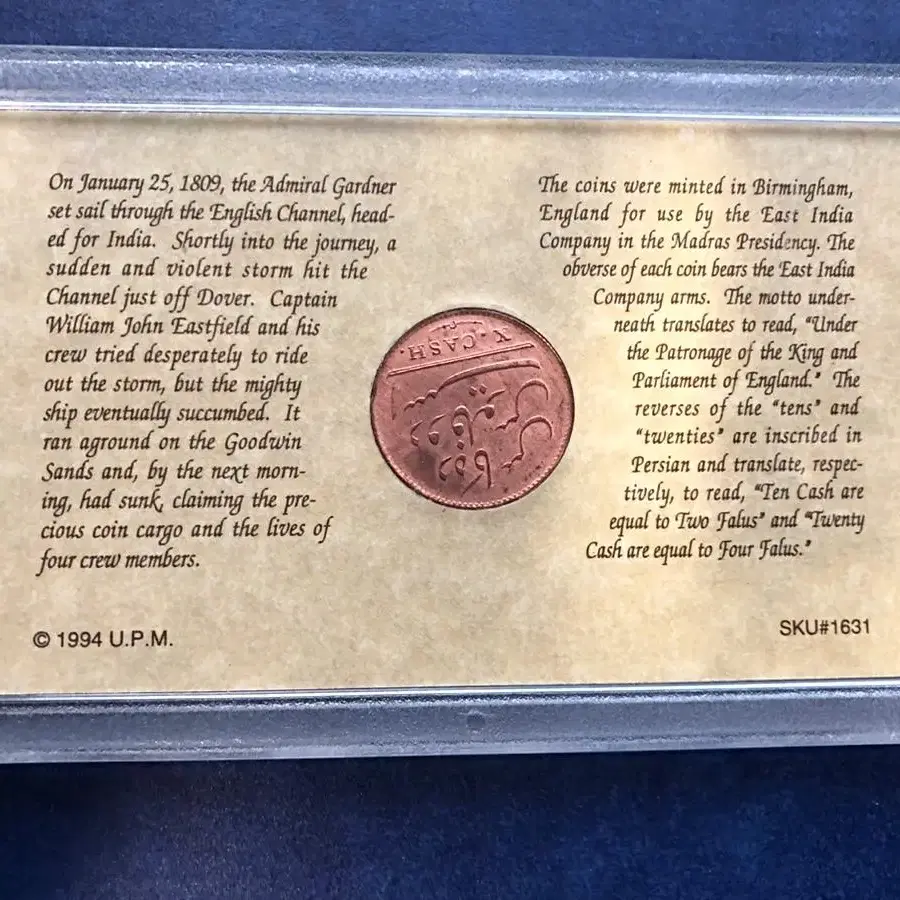 On January 25, 1809, the Admiral Gardner
set sail through the English Channel, head-
ed for India. Shortly into the journey, a
sudden and violent storm hit the
Channel just off Dover. Captain
William John Eastfield and his
crew tried desperately to ride
out the storm, but the mighty
ship eventually succumbed. It
ran aground on the Goodwin
Sands and, by the next morn-
ing, had sunk, claiming the pre-
cious coin cargo and the lives of
four crew members.
© 1994 U.P.M.
X.CASH.
The coins were minted in Birmingham,
England for use by the East India
Company in the Madras Presidency. The
obverse of each coin bears the East India
Company arms. The motto under-
neath translates to read, "Under
the Patronage of the King and
Parliament of England." The
reverses of the "tens" and
"twenties" are inscribed in
Persian and translate, respec-
tively, to read, "Ten Cash are
equal to Two Falus" and "Twenty
Cash are equal to Four Falus."
SKU#1631